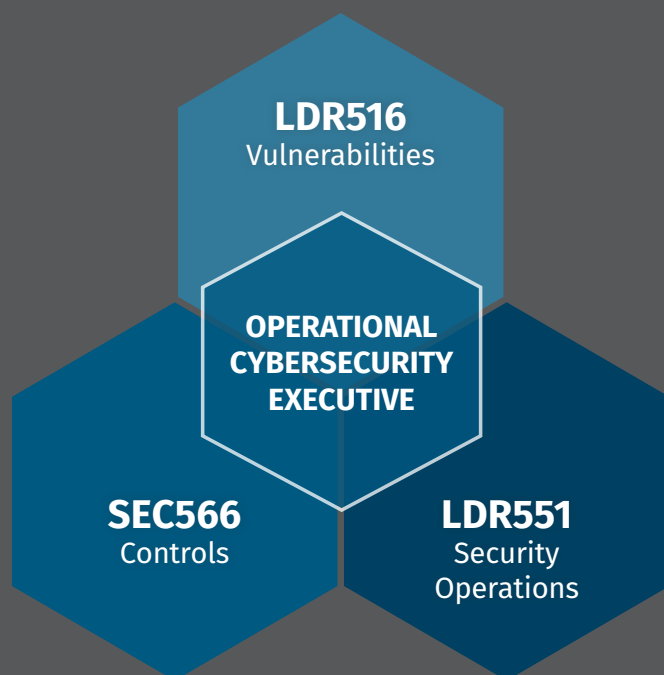 LDR516
Vulnerabilities
OPERATIONAL
CYBERSECURITY
EXECUTIVE
SEC566
Controls
LDR551
Security
Operations